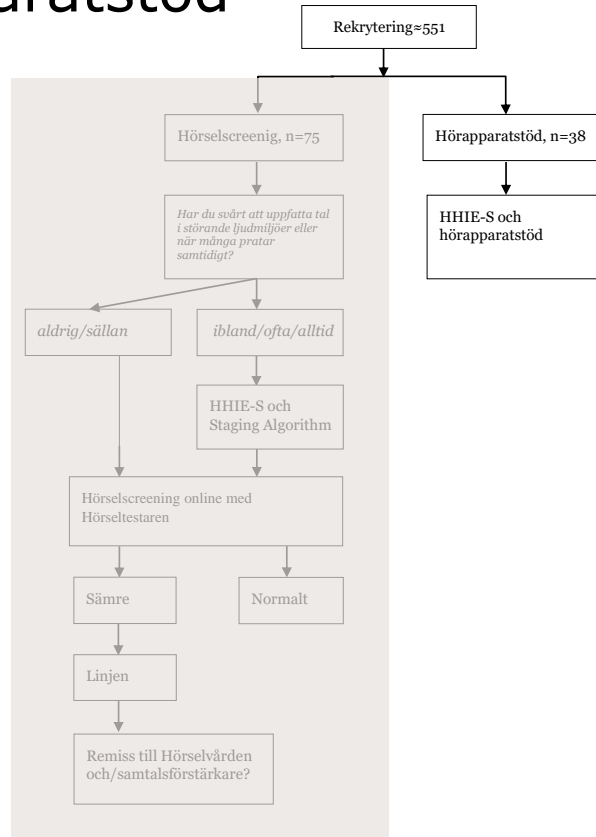 Rekrytering≈551
Hörselscreenig, n=75
Hörapparatstöd, n=38
Har du svårt att uppfatta tal
i störande ljudmiljöer eller
när många pratar
samtidigt?
HHIE-S och
hörapparatstöd
aldrig/sällan
ibland/ofta/alltid
HHIE-S och
Staging Algorithm
Hörselscreening online med
Hörseltestaren
Sämre
Normalt
Linjen
Remiss till Hörselvården
och/samtalsförstärkare?